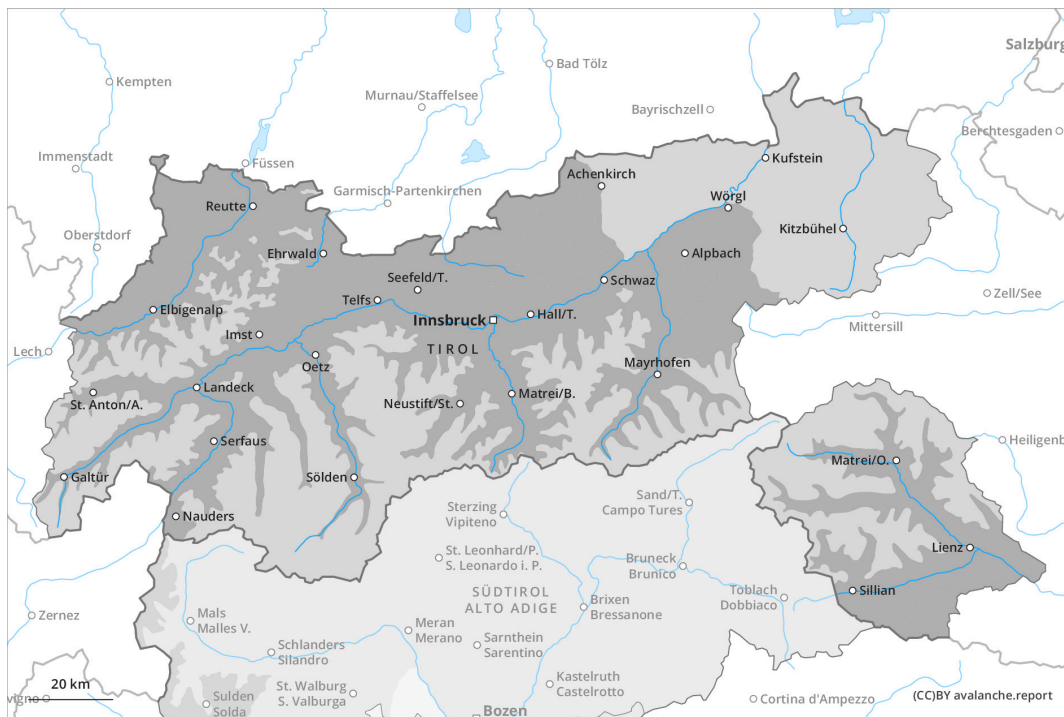 Salzburg
Bad Tölz
Kempten
Murnau/Staffelsee
Bayrischzell
Berchtesgaden
Immenstadt
Füssen
Kufstein
Achenkirch
Garmisch-Partenkirchen
Reutte
Wörgl
Kitzbühel
Oberstdorf
Ehrwald
Alpbach
Seefeld/T.
Schwaz
Zell/See
Telfs
Elbigenalp
Innsbruck
Hall/T.
Mittersill
Imst
Lech
TIROL
Oetz
Mayrhofen
Landeck
St. Anton/A.
Neustift/St.
Matrei/B.
Serfaus
Heiligenb
Matrei/O.
Galtür
Sölden
Sand/T.
Campo Tures
Nauders
Sterzing
Vipiteno
Lienz
St. Leonhard/P.
S. Leonardo i. P.
Bruneck
Brunico
SÜDTIROL
ALTO ADIGE
Sillian
Toblach
Dobbiaco
Brixen
Bressanone
Zernez
Mals
Malles V.
Meran
Merano
Sarnthein
Sarentino
Schlanders
Silandro
Kastelruth
Castelrotto
20 km
vigno
St. Walburg
S. Valburga
Sulden
Solda
Cortina d'Ampezzo
(CC)BY avalanche.report
Bozen